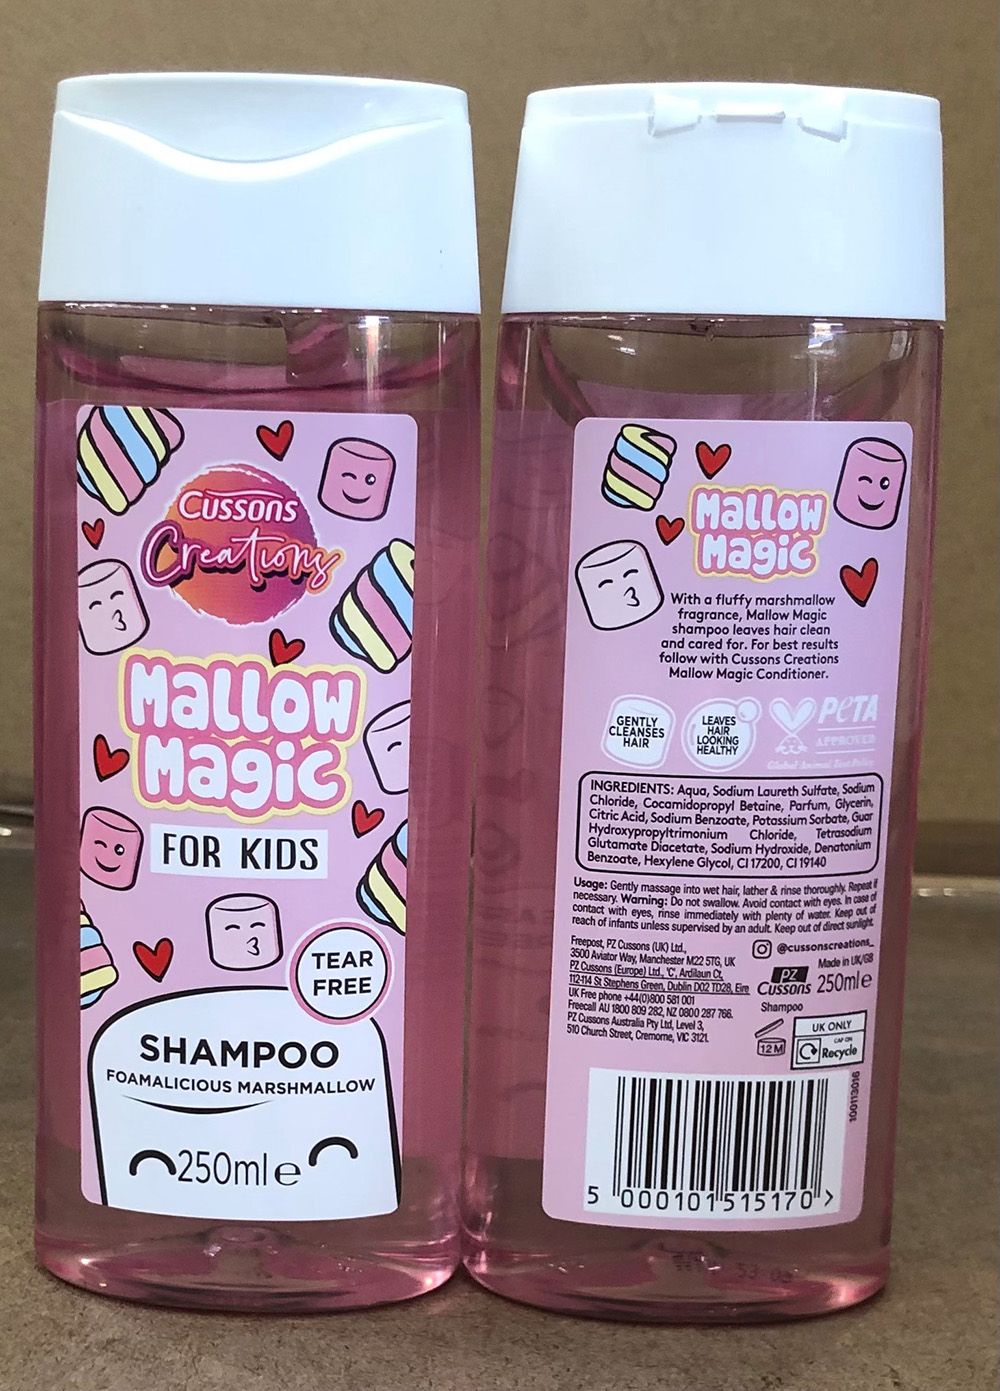 Cussons
Creations
Mallow
Magic
FOR KIDS
TEAR
FREE
SHAMPOO
FOAMALICIOUS MARSHMALLOW
250ml e
Mallow
Magic
With a fluffy marshmallow
fragrance, Mallow Magic
shampoo leaves hair clean
and cared for. For best results
follow with Cussons Creations
Mallow Magic Conditioner.
GENTLY
CLEANSES
HAIR
LEAVES
HAIR
LOOKING
HEALTHY
PETA
APPROVED
Global Animal Test Policy
INGREDIENTS: Aqua, Sodium Laureth Sulfate, Sodium
Chloride, Cocamidopropyl Betaine, Parfum, Glycerin,
Citric Acid, Sodium Benzoate, Potassium Sorbate, Guar
Hydroxypropyltrimonium Chloride, Tetrasodium
Glutamate Diacetate, Sodium Hydroxide, Denatonium
Benzoate, Hexylene Glycol, CI 17200, CI 19140
Usage: Gently massage into wet hair, lather & rinse thoroughly. Repeat if
necessary. Warning: Do not swallow. Avoid contact with eyes. In case of
contact with eyes, rinse immediately with plenty of water. Keep out of
reach of infants unless supervised by an adult. Keep out of direct sunlight.
Freepost, PZ Cussons (UK) Ltd.,
3500 Aviator Way, Manchester M22 5TG, UK
PZ Cussons (Europe) Ltd., 'C', Ardilaun Ct,
112-114 St Stephens Green, Dublin D02 TD28, Eire
UK Free phone +44(0)800 581 001
Freecall AU 1800 809 282, NZ 0800 287 766.
PZ Cussons Australia Pty Ltd, Level 3,
510 Church Street, Cremorne, VIC 3121.
@cussonscreations_
Made in UK/GB
PZ
Cussons
250ml e
Shampoo
12 M
UK ONLY
CAP ON
Recycle
100113016
5 000101 515170 >